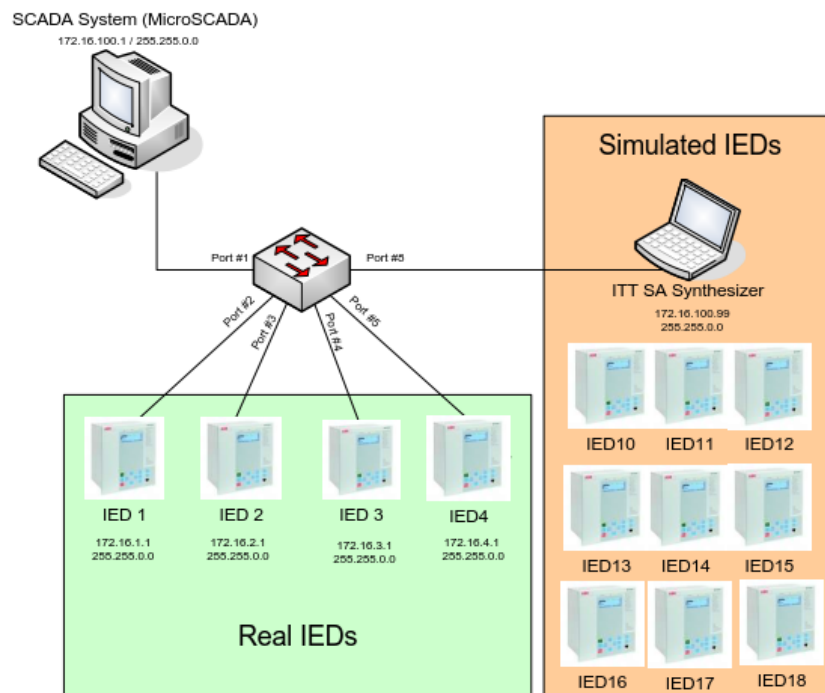 SCADA System (MicroSCADA)
172.16.100.1 / 255.255.0.0
Simulated IEDs
Port #1
Port #5
Port #2
Port #3
Port #4
Port #5
ITT SA Synthesizer
172.16.100.99
255.255.0.0
IED10
IED11
IED12
IED 1
IED 2
IED 3
IED4
172.16.1.1
255.255.0.0
172.16.2.1
255.255.0.0
172.16.3.1
255.255.0.0
172.16.4.1
255.255.0.0
IED13
IED14
IED15
Real IEDs
IED16
IED17
IED18